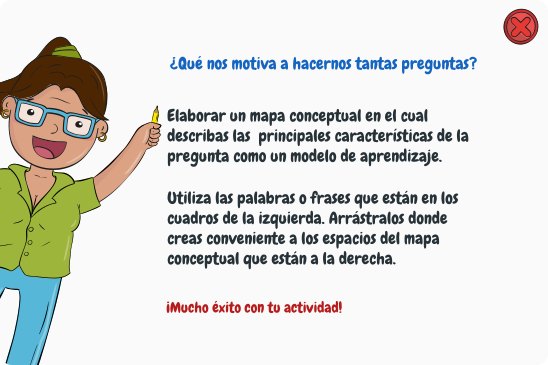 ¿Qué nos motiva a hacernos tantas preguntas?
Elaborar un mapa conceptual en el cual
describas las principales características de la
pregunta como un modelo de aprendizaje.
Utiliza las palabras o frases que están en los
cuadros de la izquierda. Arrástralos donde
creas conveniente a los espacios del mapa
conceptual que están a la derecha.
¡Mucho éxito con tu actividad!